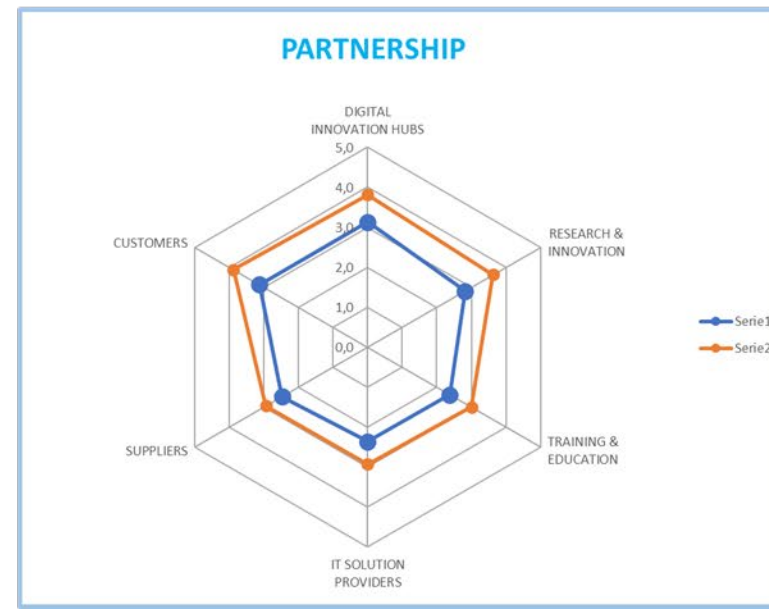 PARTNERSHIP
DIGITAL
INNOVATION HUBS
5,0
4,0
3,0
2,0
1,0
0,0
CUSTOMERS
RESEARCH &
INNOVATION
Serie1
Serie2
SUPPLIERS
TRAINING &
EDUCATION
IT SOLUTION
PROVIDERS